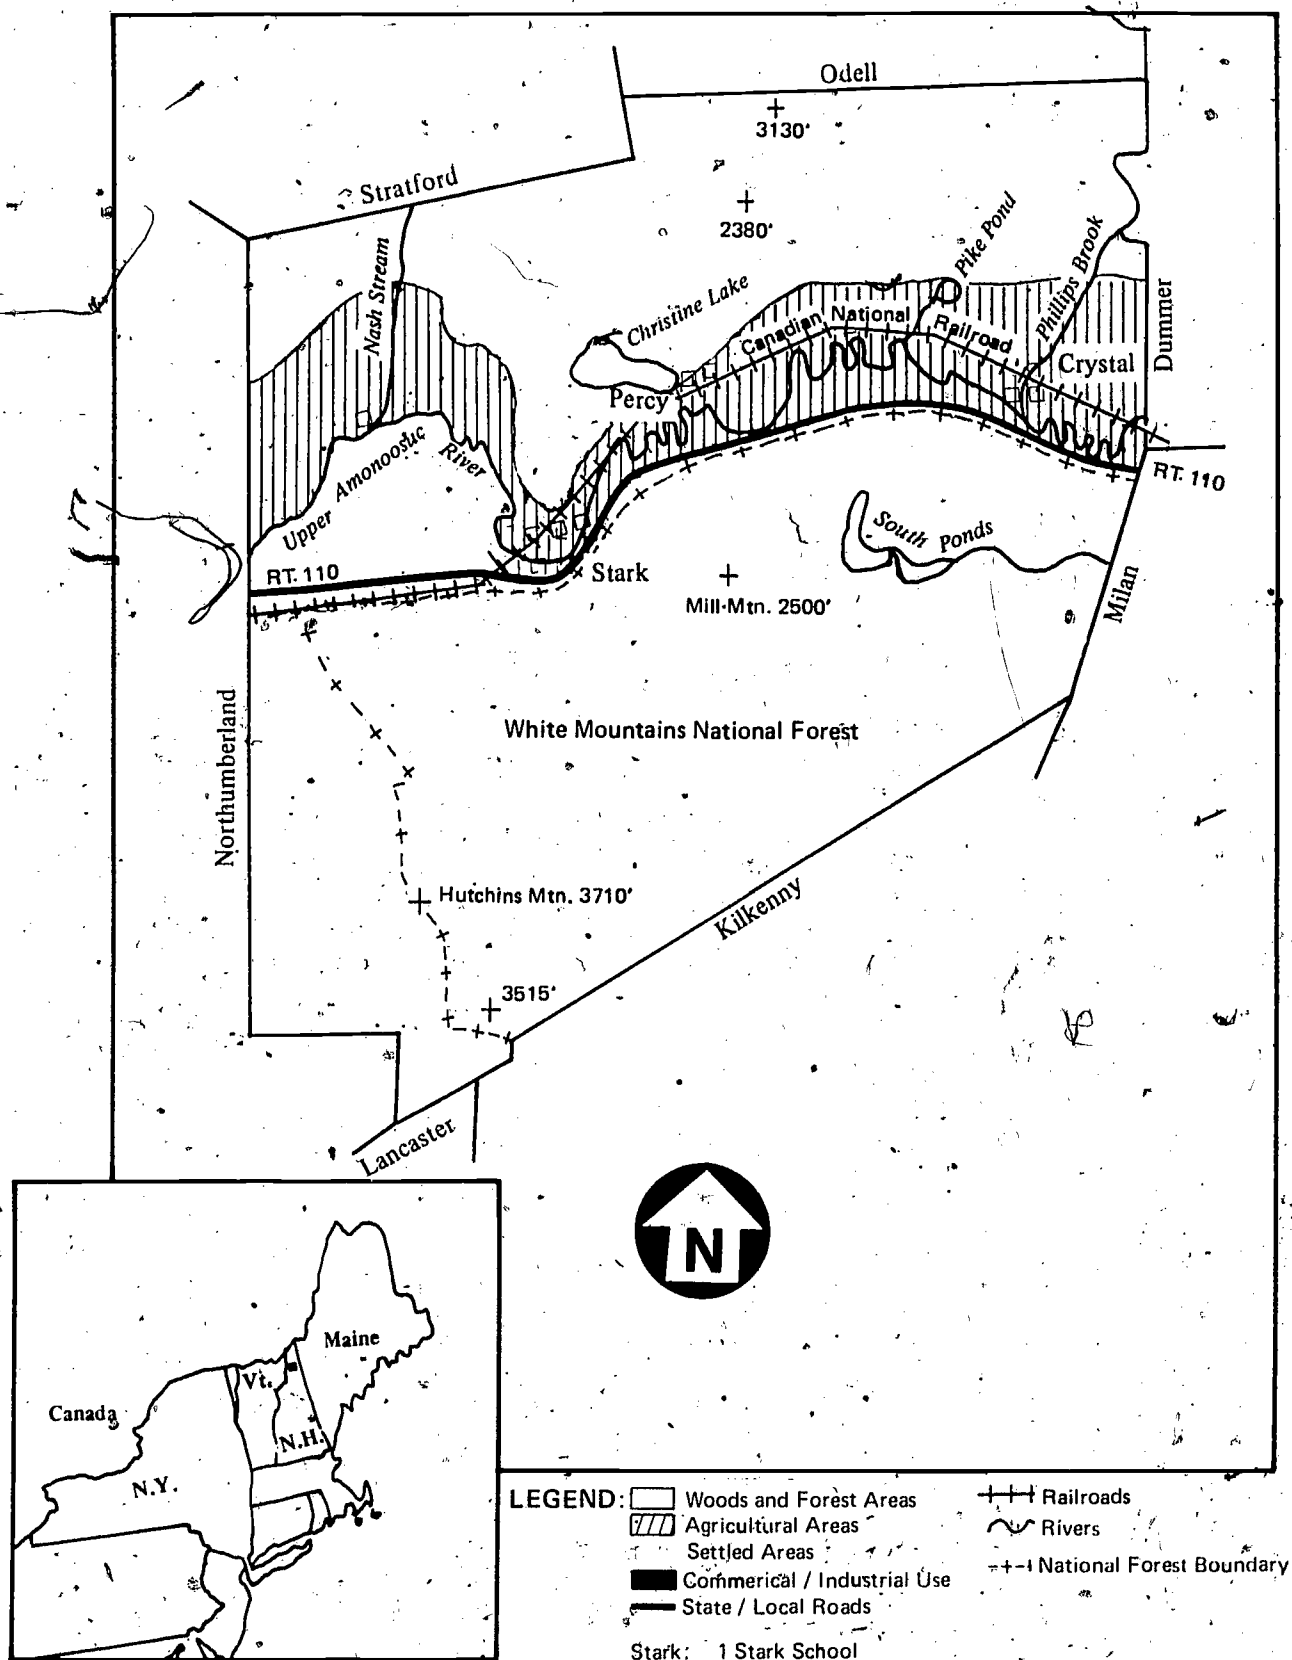 Odell
3130'
Stratford
2380'
Nash Stream
Pike Pond
Phillips Brook
Christine Lake
Dummer
Canadian National Railroad
Crystal
Percy
Upper Amonoosuc River
RT. 110
South Ponds
RT. 110
Stark
Mill Mtn. 2500'
Milan
Northumberland
White Mountains National Forest
Hutchins Mtn. 3710'
Kilkenny
3515'
Lancaster
N
Maine
Vt.
Canada
N.H.
N.Y.
LEGEND:
Woods and Forest Areas
Agricultural Areas
Settled Areas
Commerical / Industrial Use
State / Local Roads
Railroads
Rivers
National Forest Boundary
Stark: 1 Stark School